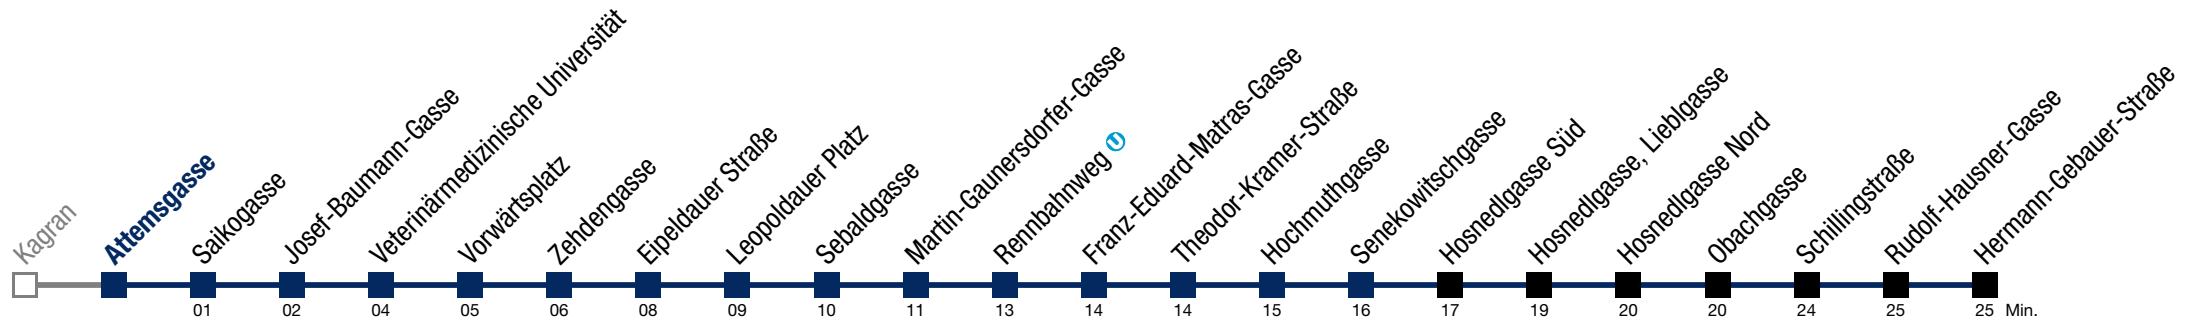 Kagran
Attemsgasse
Saikogasse
Josef-Baumann-Gasse
Veterinärmedizinische Universität
Vorwärtsplatz
Zehdengasse
Eipeldauer Straße
Leopoldauer Platz
Sebaldgasse
Martin-Gaunersdorfer-Gasse
Rennbahnweg U
Franz-Eduard-Matras-Gasse
Theodor-Kramer-Straße
Hochmuthgasse
Senekowitschgasse
Hosnedlgasse Süd
Hosnedlgasse, Lieblgasse
Hosnedlgasse Nord
Obachgasse
Schillingstraße
Rudolf-Hausner-Gasse
Hermann-Gebauer-Straße
01 02 04 05 06 08 09 10 11 13 14 14 15 16 17 19 20 20 24 25 25 Min.